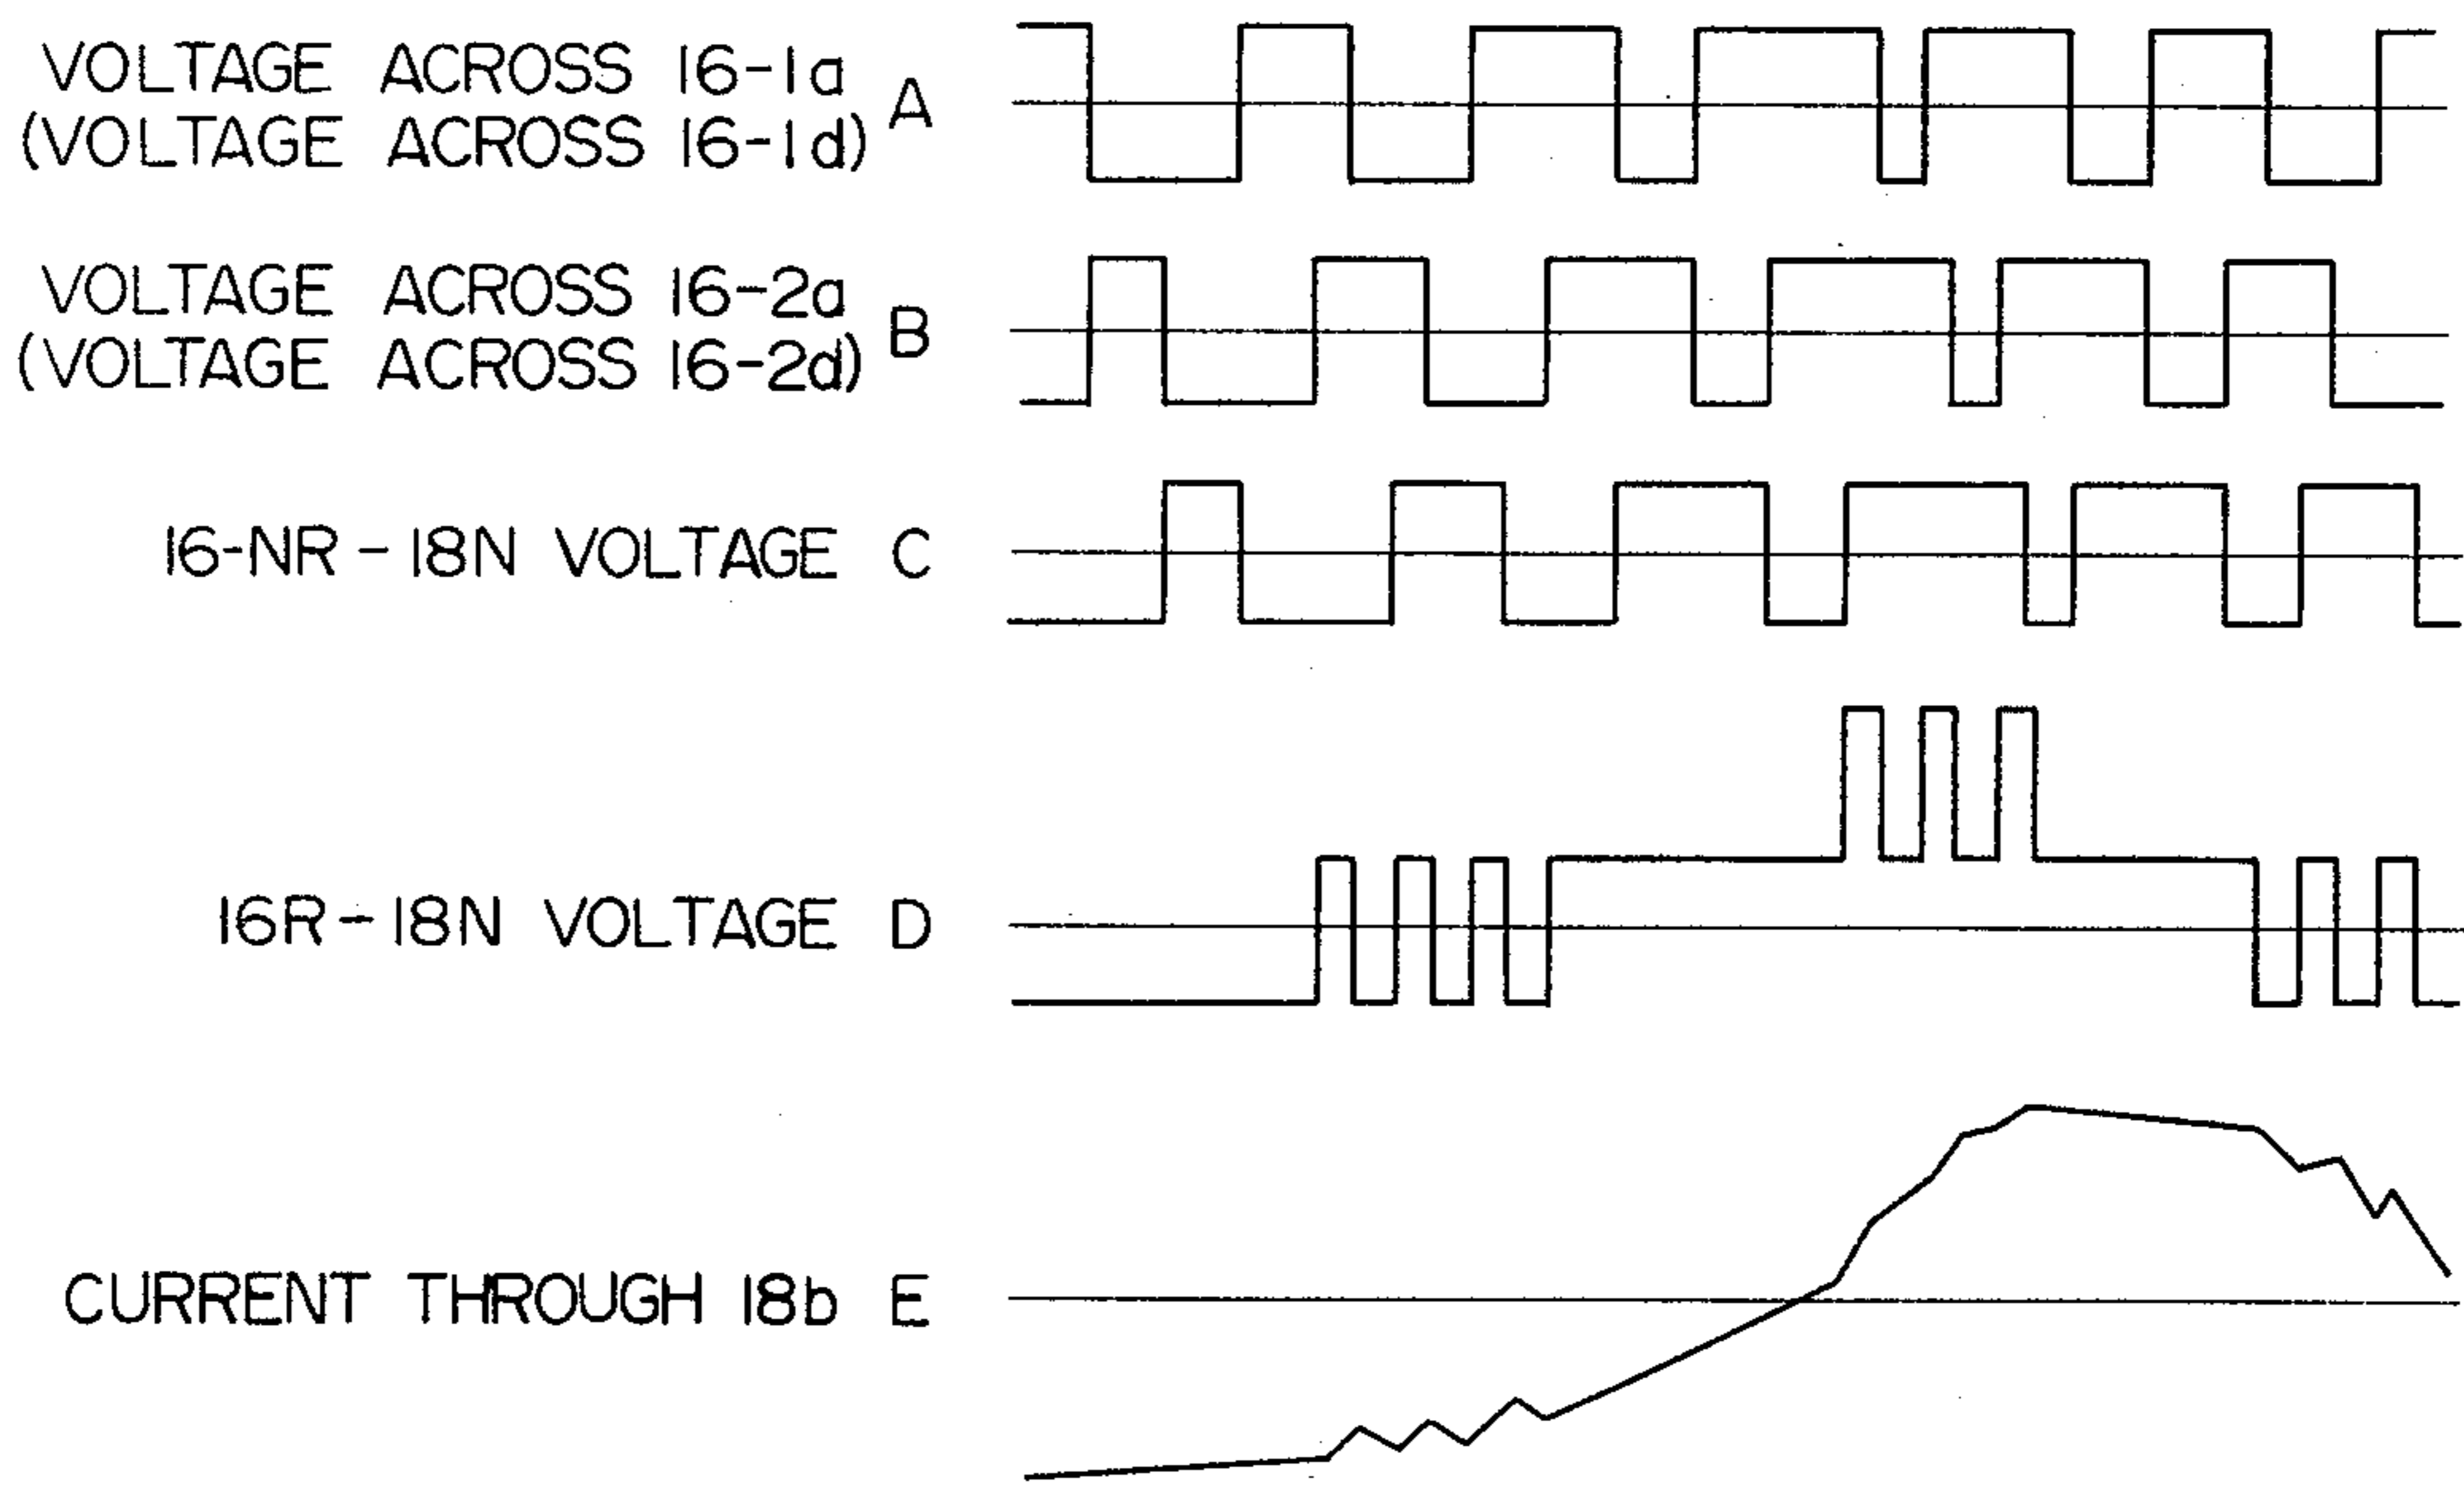 VOLTAGE ACROSS 16-1a
(VOLTAGE ACROSS 16-1d) A
VOLTAGE ACROSS 16-2a
(VOLTAGE ACROSS 16-2d) B
16-NR-18N VOLTAGE C
16R-18N VOLTAGE D
CURRENT THROUGH 18b E